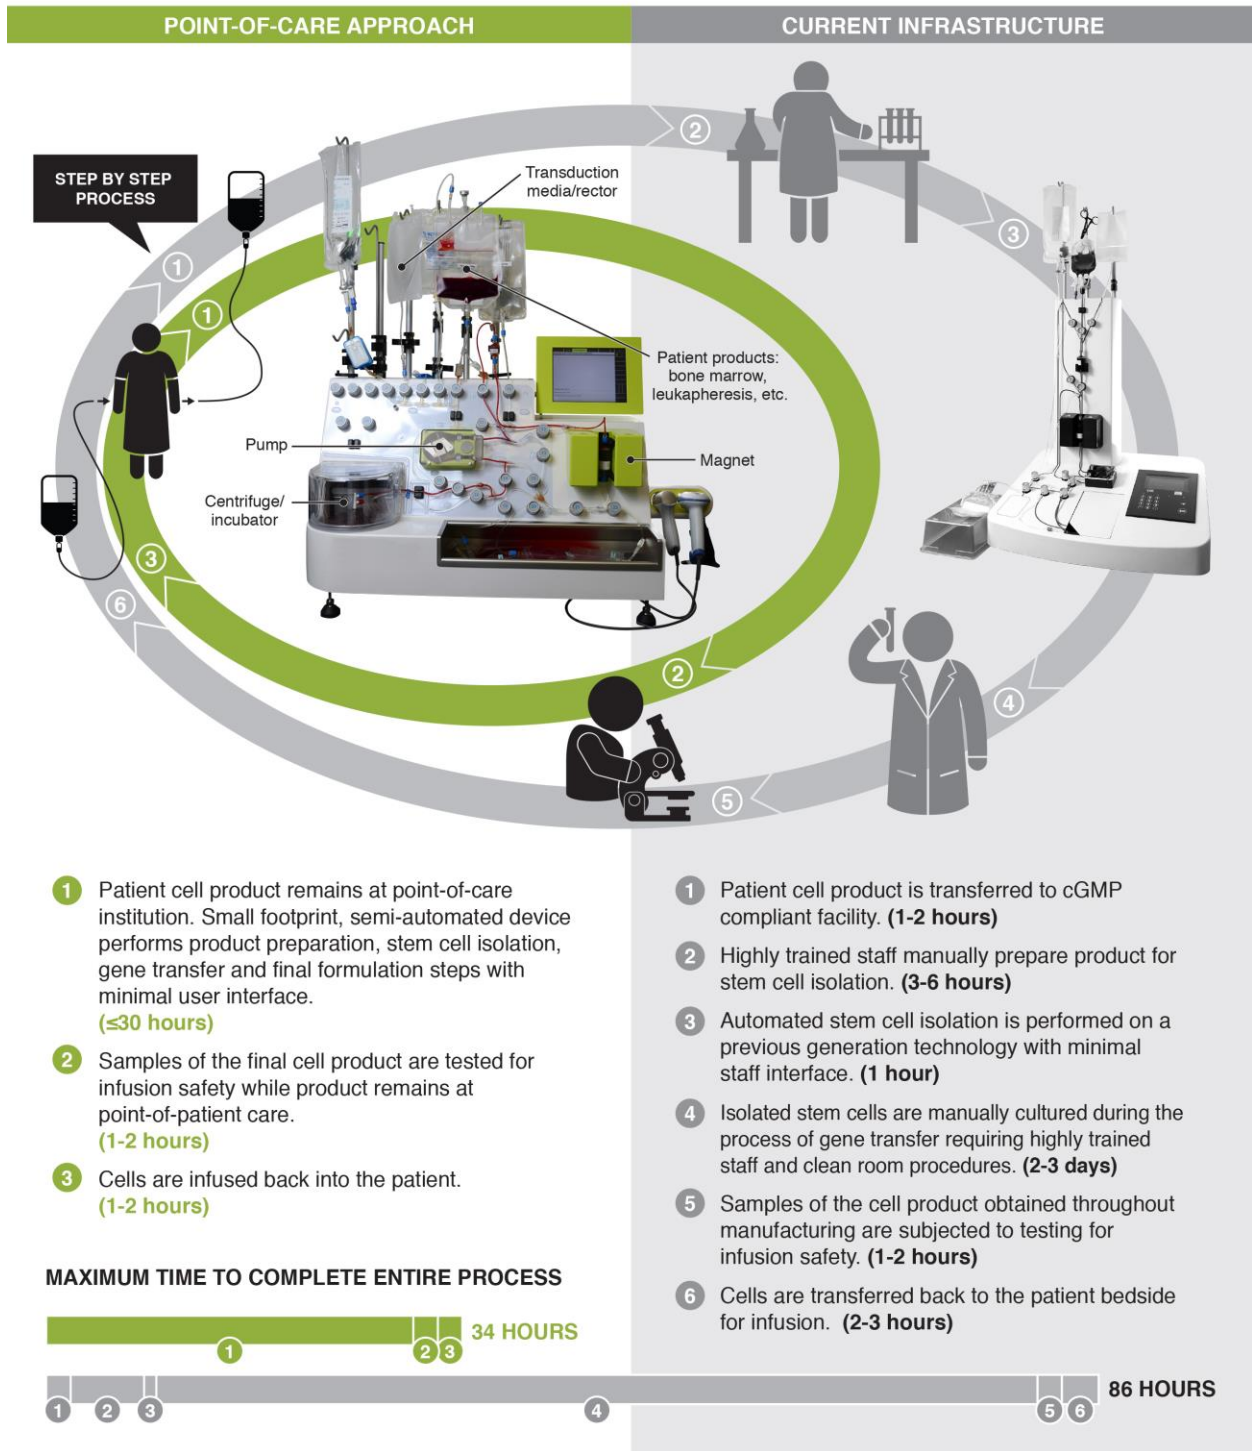 POINT-OF-CARE APPROACH
CURRENT INFRASTRUCTURE
STEP BY STEP
PROCESS
Transduction
media/rector
Patient products:
bone marrow,
leukapheresis, etc.
Pump
Magnet
Centrifuge/
incubator
1
2
3
4
5
6
1
2
3
1 Patient cell product remains at point-of-care
institution. Small footprint, semi-automated device
performs product preparation, stem cell isolation,
gene transfer and final formulation steps with
minimal user interface.
(≤30 hours)
2 Samples of the final cell product are tested for
infusion safety while product remains at
point-of-patient care.
(1-2 hours)
3 Cells are infused back into the patient.
(1-2 hours)
1 Patient cell product is transferred to cGMP
compliant facility. (1-2 hours)
2 Highly trained staff manually prepare product for
stem cell isolation. (3-6 hours)
3 Automated stem cell isolation is performed on a
previous generation technology with minimal
staff interface. (1 hour)
4 Isolated stem cells are manually cultured during the
process of gene transfer requiring highly trained
staff and clean room procedures. (2-3 days)
5 Samples of the cell product obtained throughout
manufacturing are subjected to testing for
infusion safety. (1-2 hours)
6 Cells are transferred back to the patient bedside
for infusion. (2-3 hours)
MAXIMUM TIME TO COMPLETE ENTIRE PROCESS
34 HOURS
1 2 3
86 HOURS
1 2 3 4 5 6